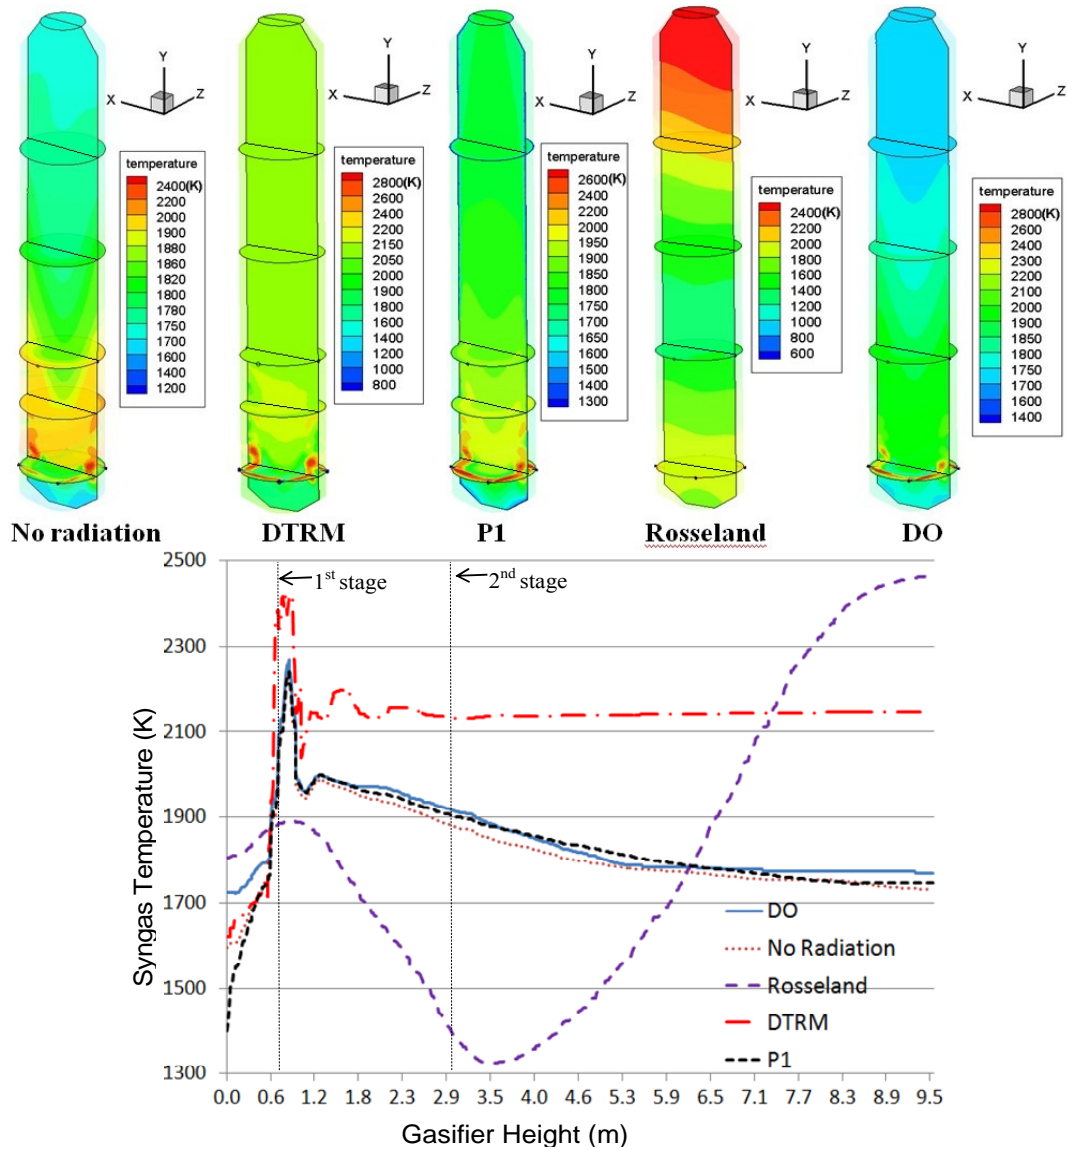 Y
X
Z
temperature
2400(K)
2200
2000
1900
1880
1860
1820
1800
1780
1750
1700
1600
1400
1200
No radiation
Y
X
Z
temperature
2800(K)
2600
2400
2200
2150
2050
2000
1900
1800
1600
1400
1200
1000
800
DTRM
Y
X
Z
temperature
2600(K)
2400
2200
2000
1950
1900
1850
1800
1750
1700
1650
1600
1500
1400
1300
P1
Y
X
Z
temperature
2400(K)
2200
1800
1600
1400
1200
1000
800
600
Rosseland
Y
X
Z
temperature
2800(K)
2600
2400
2300
2200
2100
2000
1900
1850
1800
1750
1700
1600
1400
DO
1st stage
2nd stage
Syngas Temperature (K)
2500
2300
2100
1900
1700
1500
1300
DO
No Radiation
Rosseland
DTRM
P1
0.0 0.6 1.2 1.8 2.3 2.9 3.5 4.0 4.6 5.3 5.9 6.5 7.1 7.7 8.3 8.9 9.5
Gasifier Height (m)